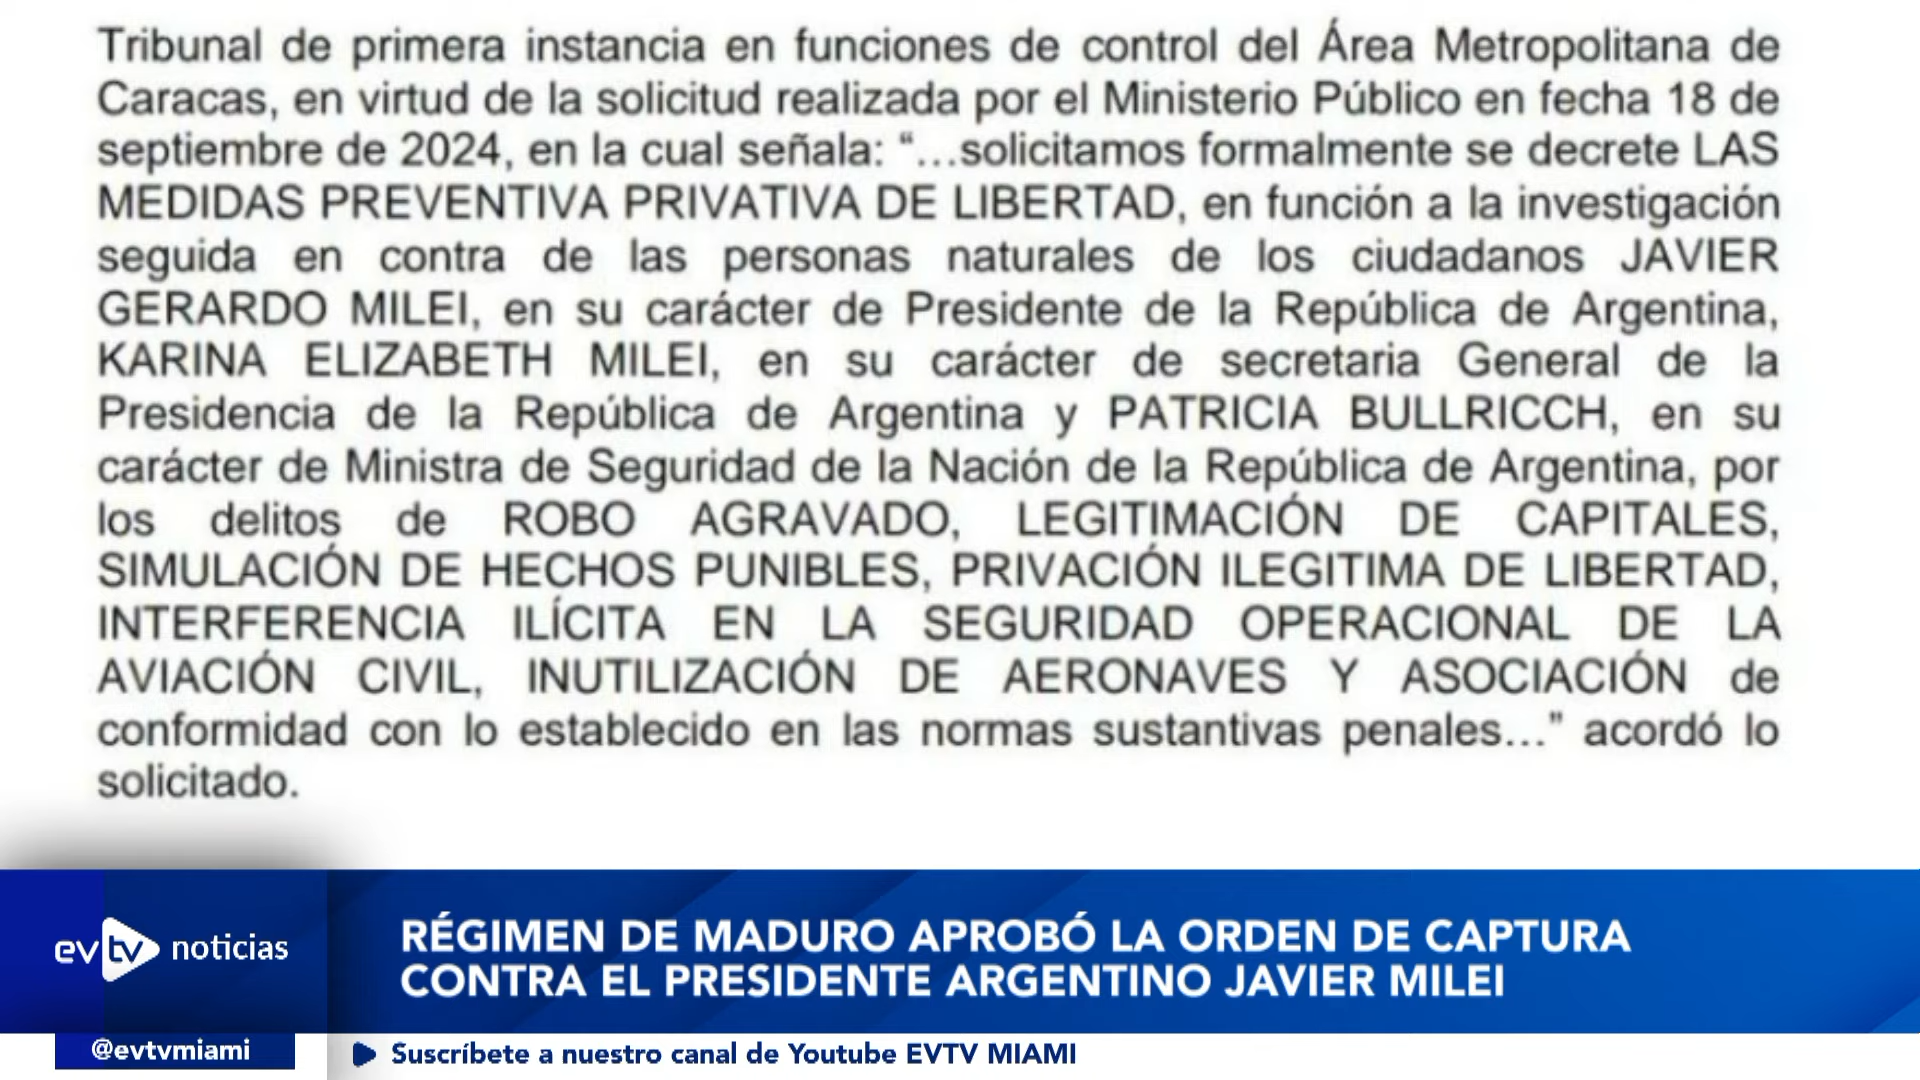 Tribunal de primera instancia en funciones de control del Área Metropolitana de
Caracas, en virtud de la solicitud realizada por el Ministerio Público en fecha 18 de
septiembre de 2024, en la cual señala: “...solicitamos formalmente se decrete LAS
MEDIDAS PREVENTIVA PRIVATIVA DE LIBERTAD, en función a la investigación
seguida en contra de las personas naturales de los ciudadanos JAVIER
GERARDO MILEI, en su carácter de Presidente de la República de Argentina,
KARINA ELIZABETH MILEI, en su carácter de secretaria General de la
Presidencia de la República de Argentina y PATRICIA BULLRICCH, en su
carácter de Ministra de Seguridad de la Nación de la República de Argentina, por
los delitos de ROBO AGRAVADO, LEGITIMACIÓN DE CAPITALES,
SIMULACIÓN DE HECHOS PUNIBLES, PRIVACIÓN ILEGITIMA DE LIBERTAD,
INTERFERENCIA ILÍCITA EN LA SEGURIDAD OPERACIONAL DE LA
AVIACIÓN CIVIL, INUTILIZACIÓN DE AERONAVES Y ASOCIACIÓN de
conformidad con lo establecido en las normas sustantivas penales...” acordó lo
solicitado.
evtv noticias
RÉGIMEN DE MADURO APROBÓ LA ORDEN DE CAPTURA
CONTRA EL PRESIDENTE ARGENTINO JAVIER MILEI
@evtvmiami
Suscríbete a nuestro canal de Youtube EVTV MIAMI